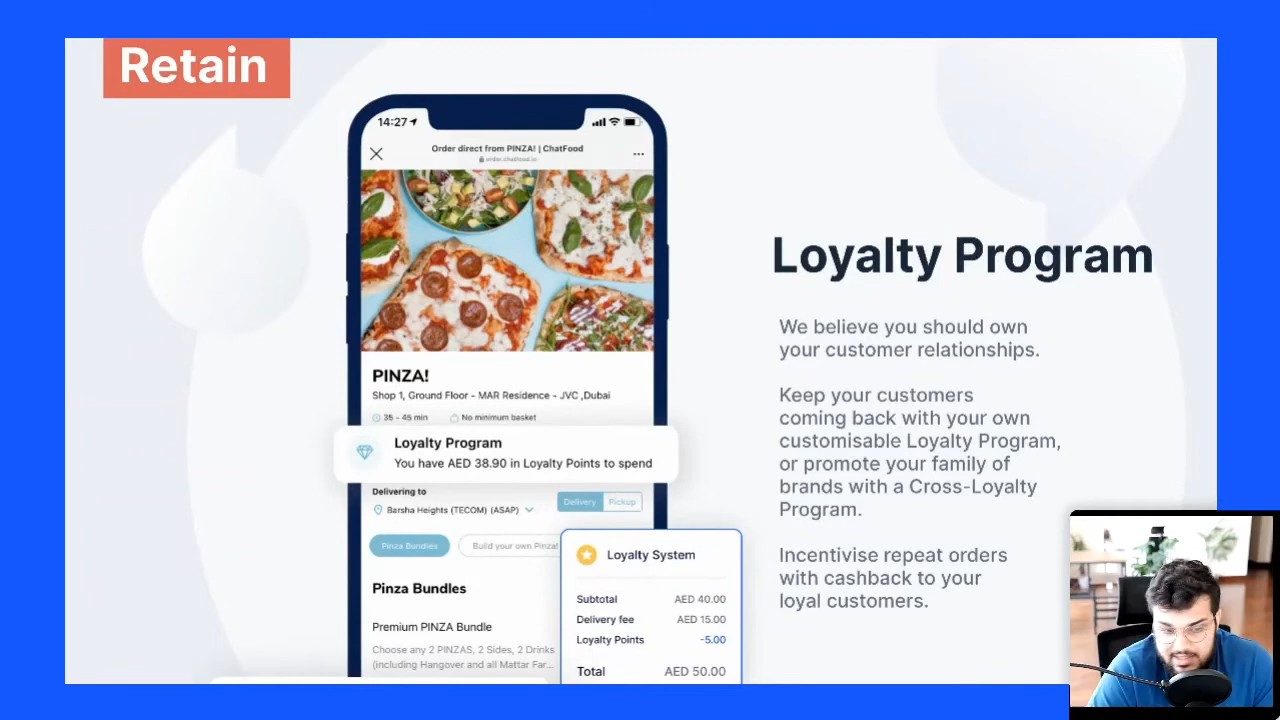 Retain
14:27
Order direct from PINZA! | ChatFood
order.chatfood.io
PINZA!
Shop 1, Ground Floor - MAR Residence - JVC ,Dubai
35 - 45 min
No minimum basket
Loyalty Program
You have AED 38.90 in Loyalty Points to spend
Delivering to
Barsha Heights (TECOM) (ASAP)
Delivery
Pickup
Pinza Bundles
Build your own Pinza!
Pinza Bundles
Premium PINZA Bundle
Choose any 2 PINZAS, 2 Sides, 2 Drinks
(including Hangover and all Mattar Far...
Loyalty System
Subtotal AED 40.00
Delivery fee AED 15.00
Loyalty Points -5.00
Total AED 50.00
Loyalty Program
We believe you should own
your customer relationships.
Keep your customers
coming back with your own
customisable Loyalty Program,
or promote your family of
brands with a Cross-Loyalty
Program.
Incentivise repeat orders
with cashback to your
loyal customers.